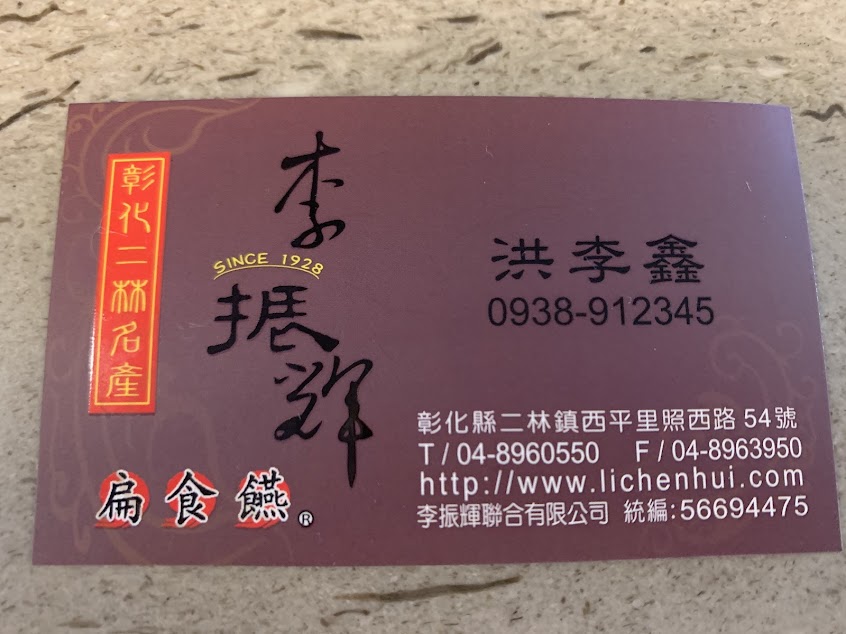 彰化二林名產
李振輝
SINCE 1928
扁食燕
®
洪李鑫
0938-912345
彰化縣二林鎮西平里照西路54號
T / 04-8960550 F / 04-8963950
http://www.lichenhui.com
李振輝聯合有限公司 統編:56694475